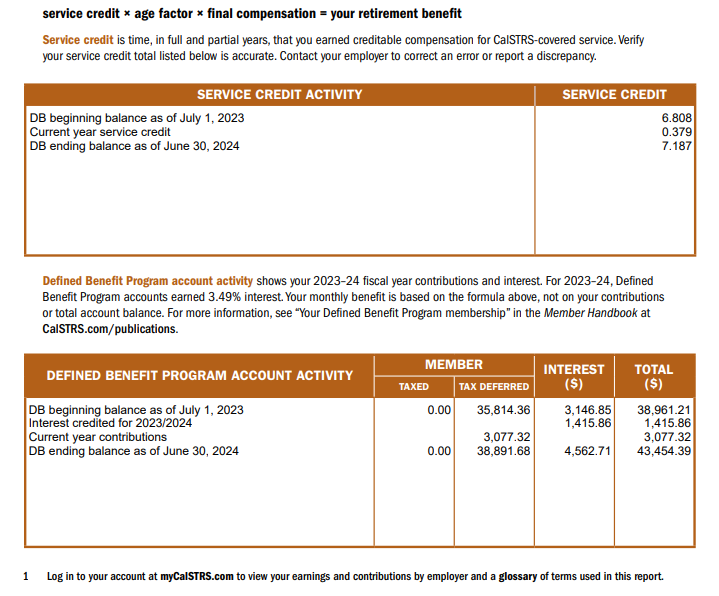 service credit × age factor × final compensation = your retirement benefit
Service credit is time, in full and partial years, that you earned creditable compensation for CalSTRS-covered service. Verify
your service credit total listed below is accurate. Contact your employer to correct an error or report a discrepancy.
SERVICE CREDIT ACTIVITY SERVICE CREDIT
DB beginning balance as of July 1, 2023 6.808
Current year service credit 0.379
DB ending balance as of June 30, 2024 7.187
Defined Benefit Program account activity shows your 2023–24 fiscal year contributions and interest. For 2023–24, Defined
Benefit Program accounts earned 3.49% interest. Your monthly benefit is based on the formula above, not on your contributions
or total account balance. For more information, see “Your Defined Benefit Program membership” in the Member Handbook at
CalSTRS.com/publications.
DEFINED BENEFIT PROGRAM ACCOUNT ACTIVITY MEMBER INTEREST ($) TOTAL ($)
TAXED TAX DEFERRED
DB beginning balance as of July 1, 2023 0.00 35,814.36 3,146.85 38,961.21
Interest credited for 2023/2024 1,415.86 1,415.86
Current year contributions 3,077.32 3,077.32
DB ending balance as of June 30, 2024 0.00 38,891.68 4,562.71 43,454.39
1 Log in to your account at myCalSTRS.com to view your earnings and contributions by employer and a glossary of terms used in this report.